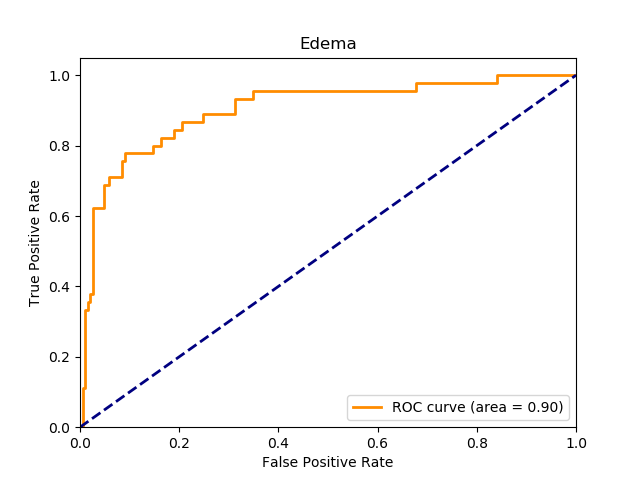 Edema
True Positive Rate
1.0
0.8
0.6
0.4
0.2
0.0
ROC curve (area = 0.90)
0.0 0.2 0.4 0.6 0.8 1.0
False Positive Rate